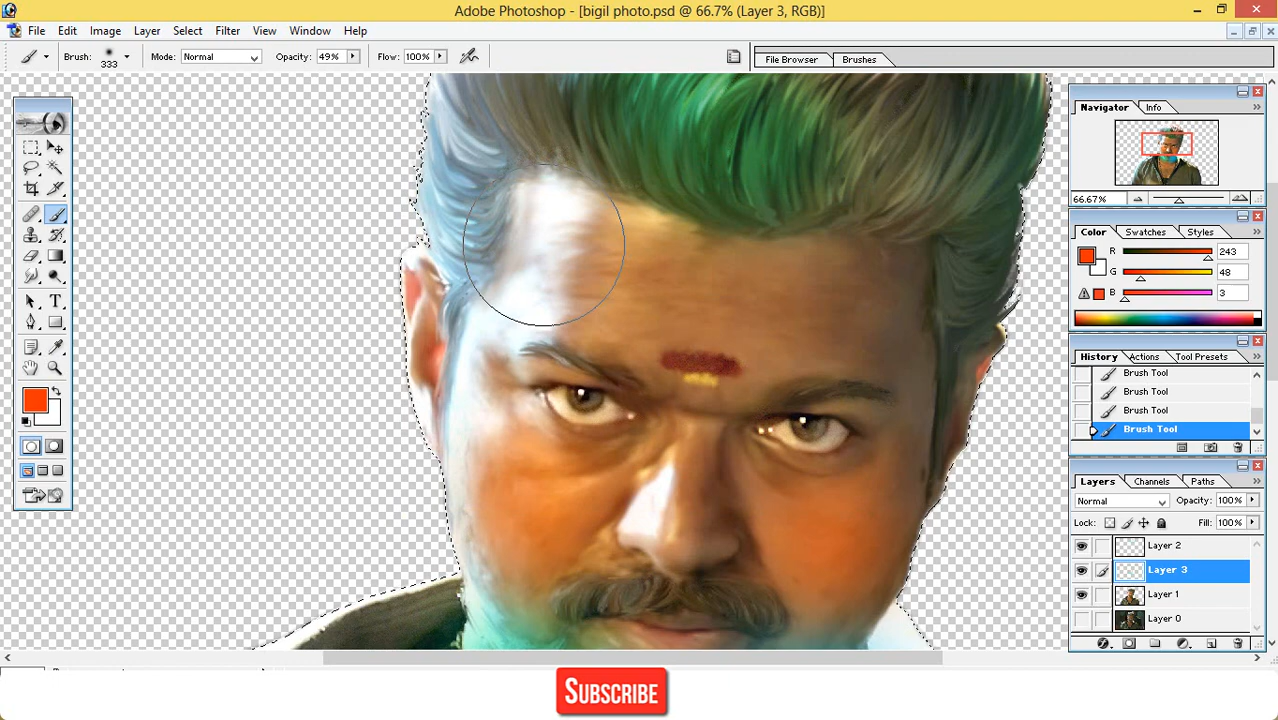 Adobe Photoshop - [bigil photo.psd @ 66.7% (Layer 3, RGB)]
File Edit Image Layer Select Filter View Window Help
Brush: 333 Mode: Normal Opacity: 49% Flow: 100% File Browser Brushes
Navigator Info
66.67%
Color Swatches Styles
R 243
G 48
B 3
History Actions Tool Presets
Brush Tool
Brush Tool
Brush Tool
Brush Tool
Layers Channels Paths
Normal Opacity: 100%
Lock: Fill: 100%
Layer 2
Layer 3
Layer 1
Layer 0
SUBSCRIBE